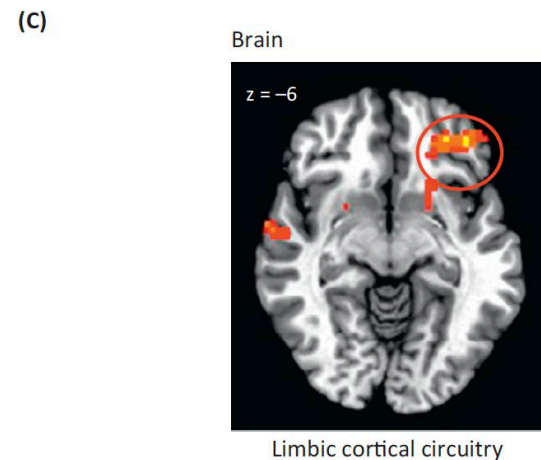 (C)
Brain
z = –6
Limbic cortical circuitry